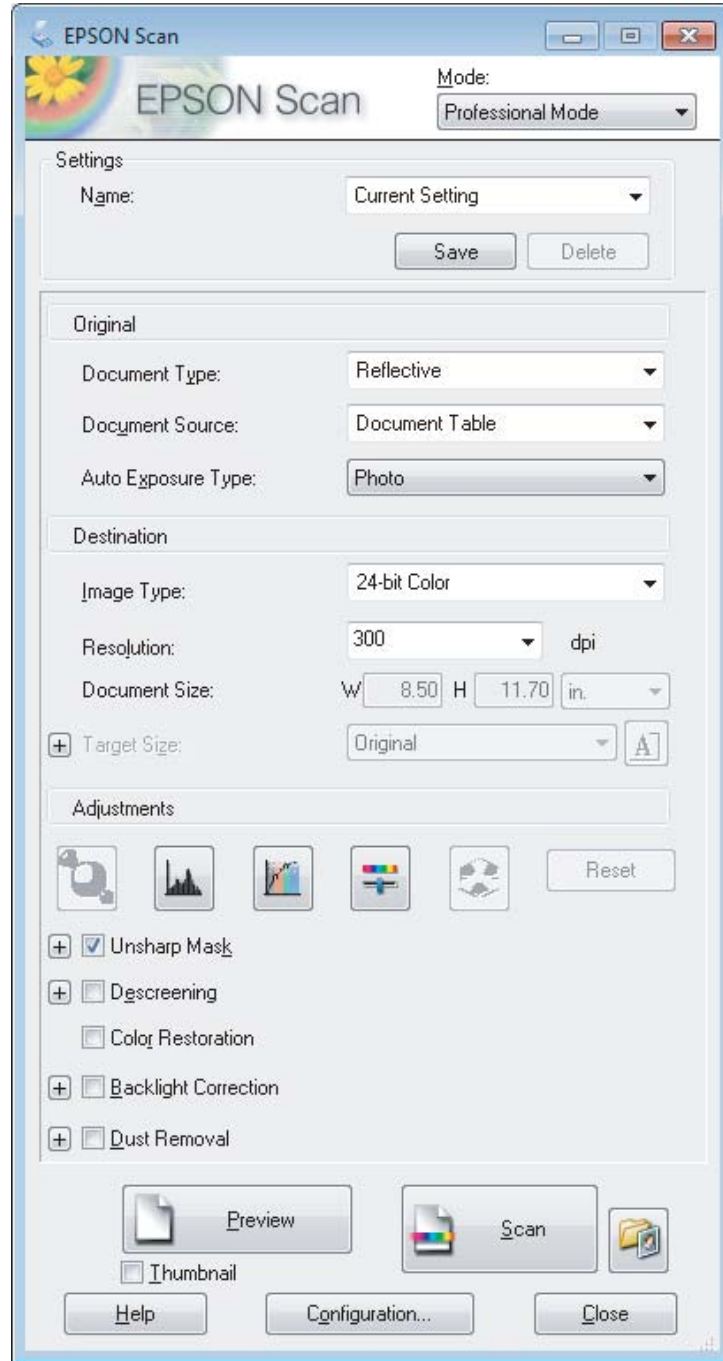 EPSON Scan
EPSON Scan
Mode:
Professional Mode
Settings
Name:
Current Setting
Save
Delete
Original
Document Type:
Reflective
Document Source:
Document Table
Auto Exposure Type:
Photo
Destination
Image Type:
24-bit Color
Resolution:
300
dpi
Document Size:
W 8.50 H 11.70 in.
Target Size:
Original
A
Adjustments
Reset
Unsharp Mask
Descreening
Color Restoration
Backlight Correction
Dust Removal
Preview
Scan
Thumbnail
Help
Configuration...
Close